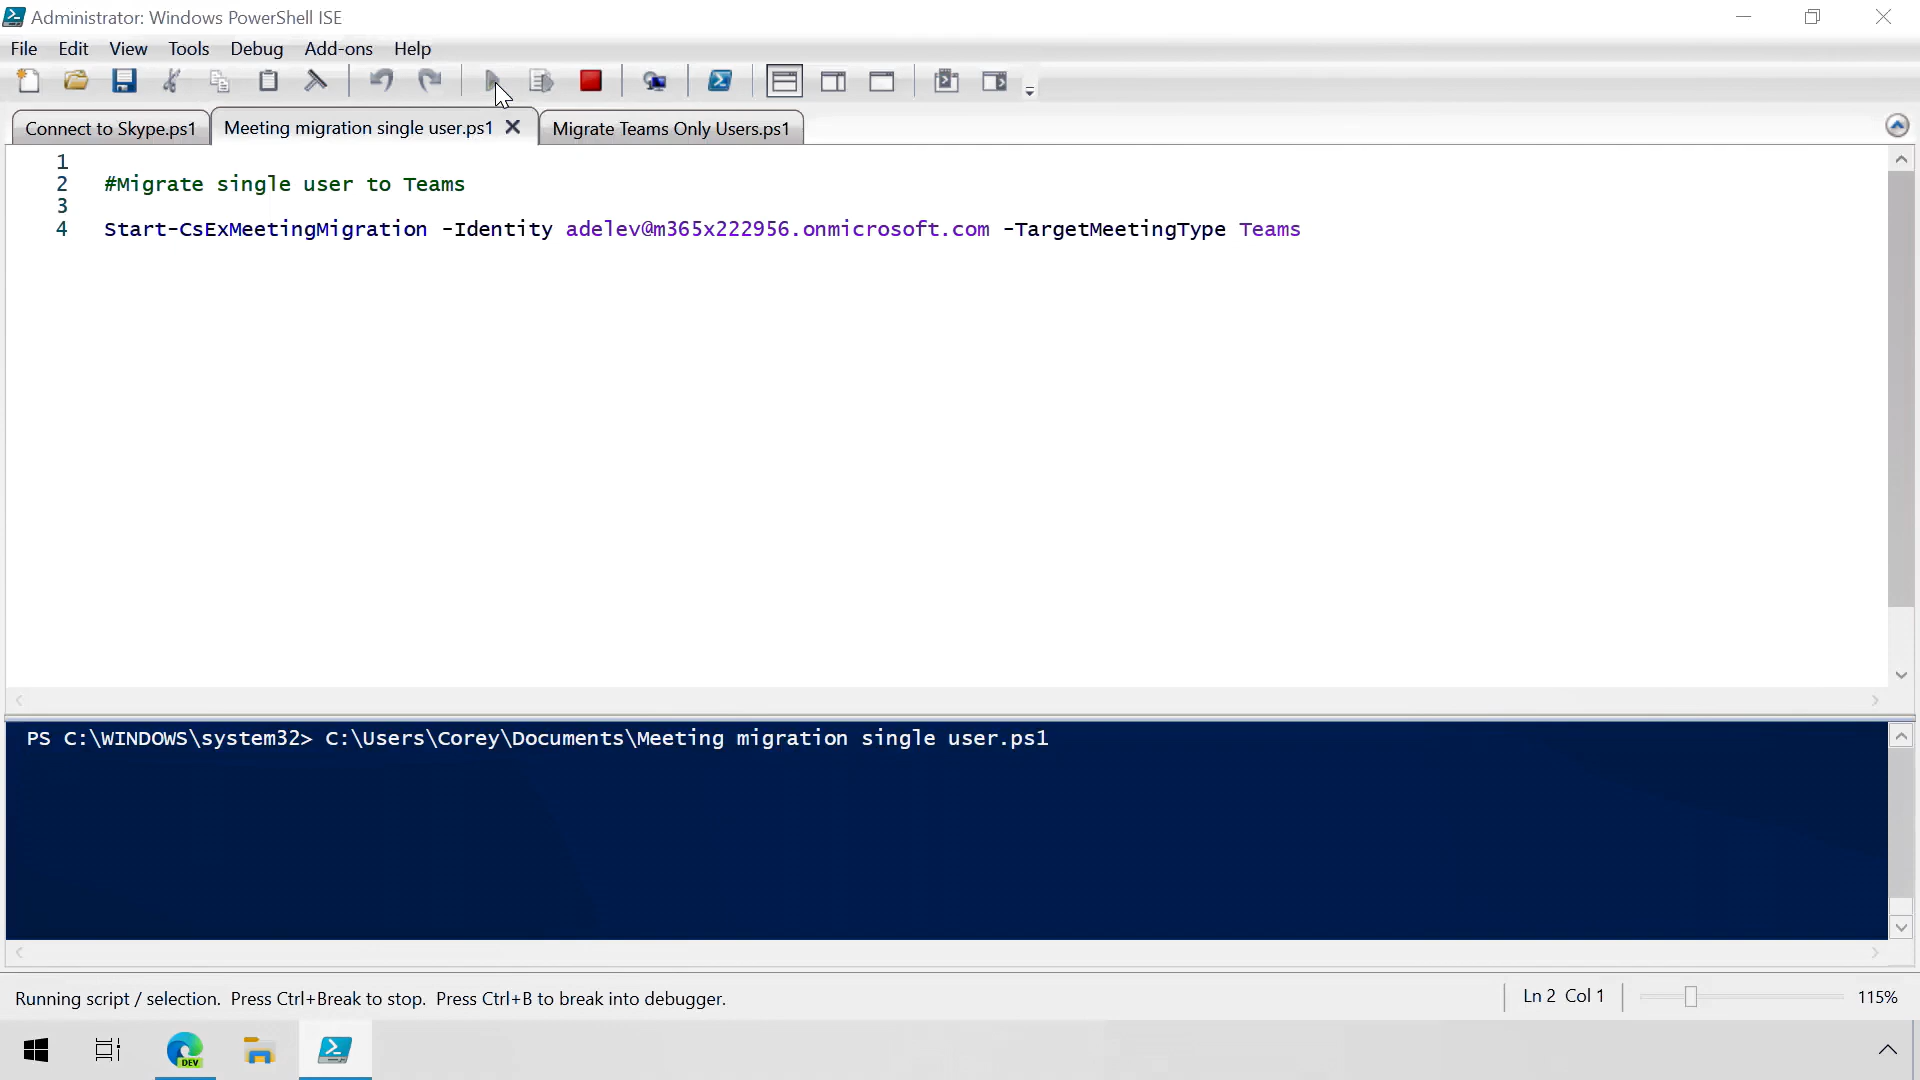 Administrator: Windows PowerShell ISE
File Edit View Tools Debug Add-ons Help
Connect to Skype.ps1 Meeting migration single user.ps1 Migrate Teams Only Users.ps1
1
2 #Migrate single user to Teams
3
4 Start-CsExMeetingMigration -Identity adelev@m365x222956.onmicrosoft.com -TargetMeetingType Teams
PS C:\WINDOWS\system32> C:\Users\Corey\Documents\Meeting migration single user.ps1
Running script / selection. Press Ctrl+Break to stop. Press Ctrl+B to break into debugger.
Ln 2 Col 1
115%
DEV